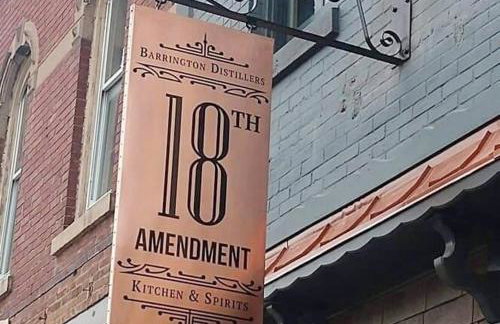 Barrington Distillers
18TH
AMENDMENT
Kitchen & Spirits